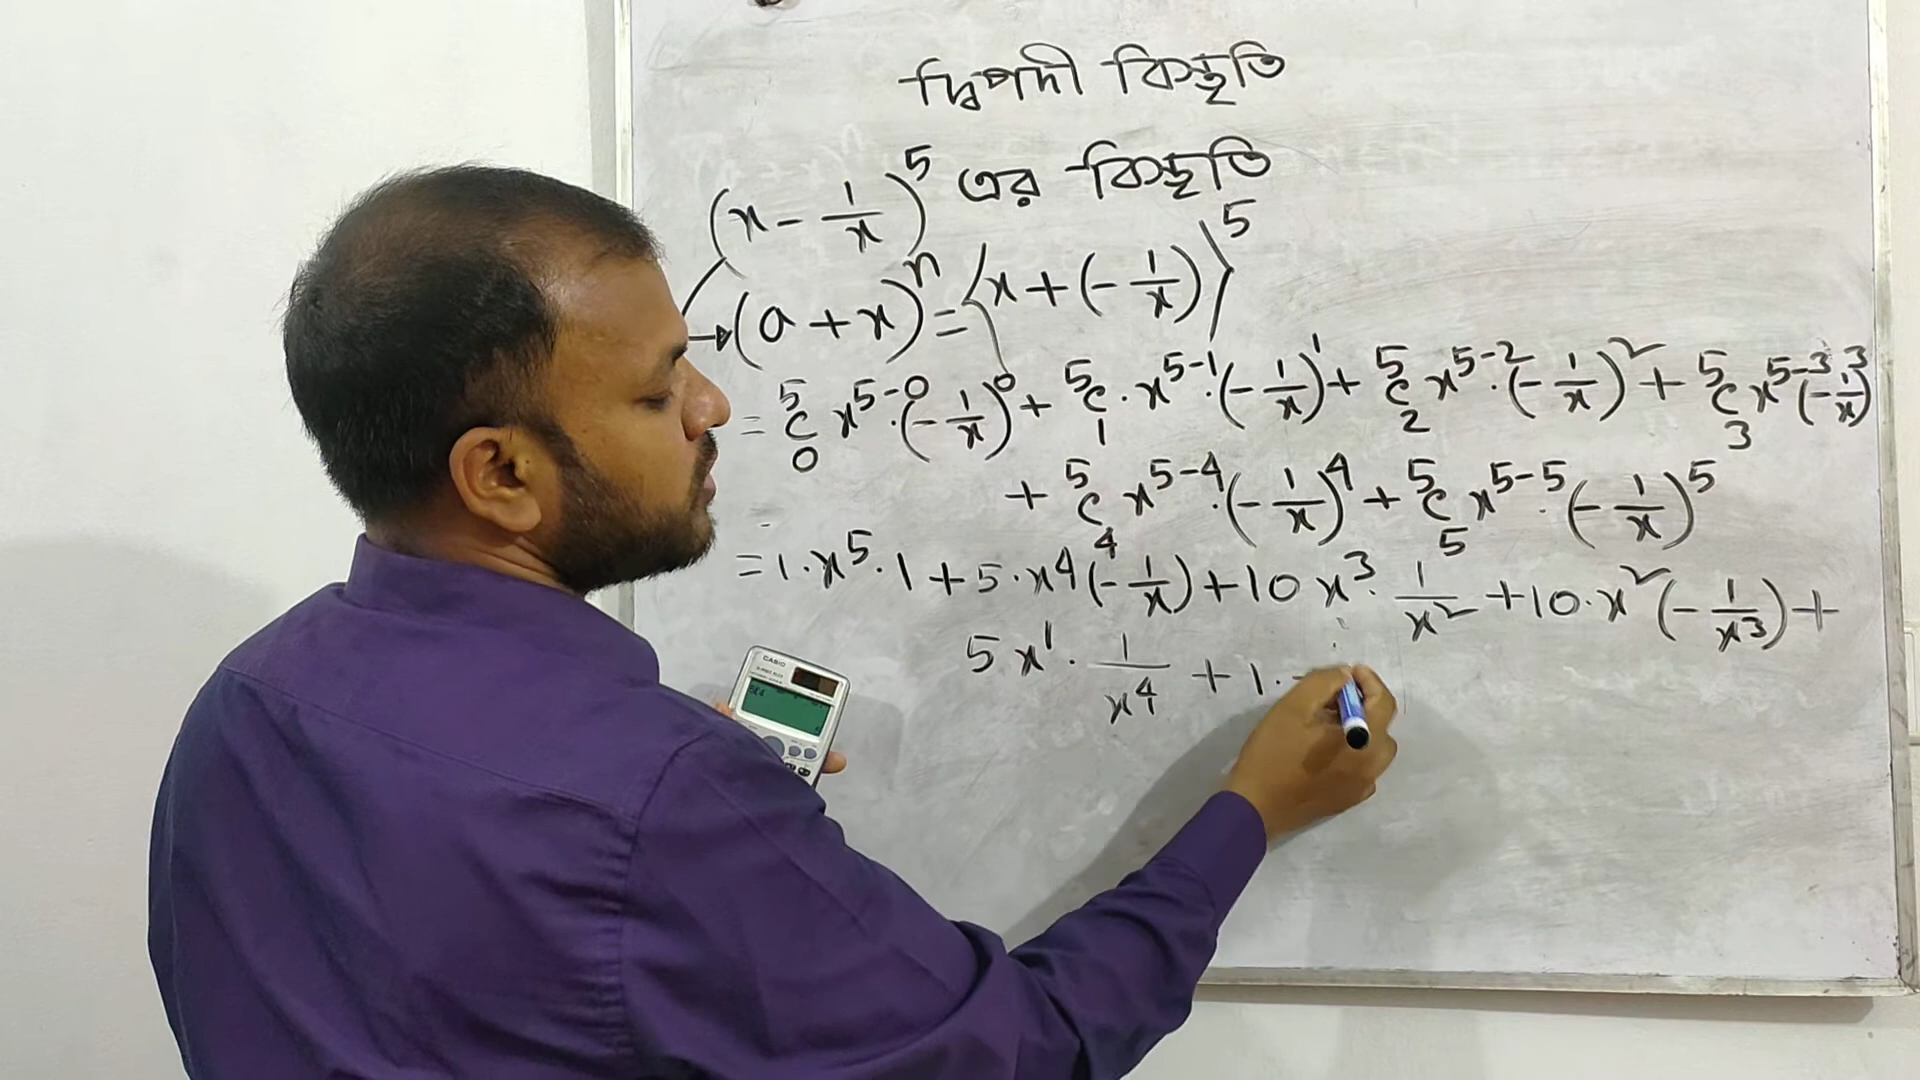 দ্বিপদী বিস্তৃতি
(x - 1/x)^5 এর বিস্তৃতি
(a + x)^n = {x + (- 1/x)}^5
= 5C0 x^(5-0) · (- 1/x)^0 + 5C1 · x^(5-1) · (- 1/x)^1 + 5C2 x^(5-2) · (- 1/x)^2 + 5C3 x^(5-3) (- 1/x)^3
+ 5C4 x^(5-4) · (- 1/x)^4 + 5C5 x^(5-5) · (- 1/x)^5
= 1 · x^5 · 1 + 5 · x^4 (- 1/x) + 10 x^3 · 1/x^2 + 10 · x^2 (- 1/x^3) +
5 x^1 · 1/x^4 + 1 ·
CASIO